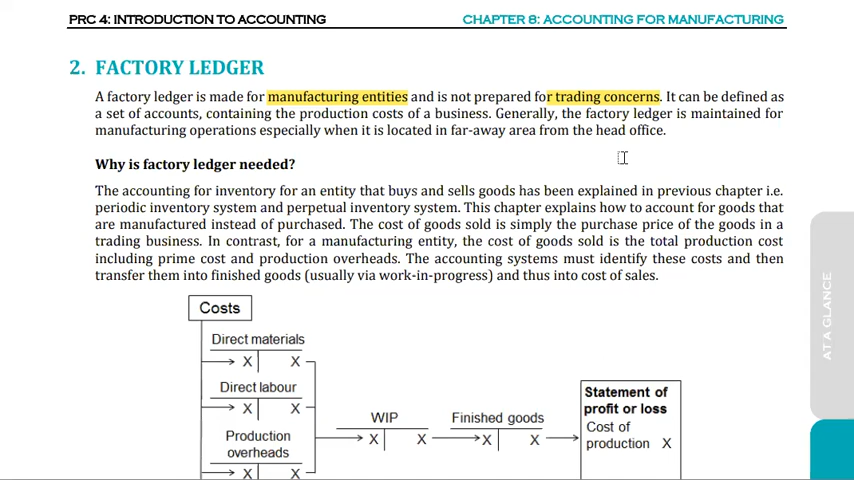 PRC 4: INTRODUCTION TO ACCOUNTING
CHAPTER 8: ACCOUNTING FOR MANUFACTURING
2. FACTORY LEDGER
A factory ledger is made for manufacturing entities and is not prepared for trading concerns. It can be defined as
a set of accounts, containing the production costs of a business. Generally, the factory ledger is maintained for
manufacturing operations especially when it is located in far-away area from the head office.
Why is factory ledger needed?
The accounting for inventory for an entity that buys and sells goods has been explained in previous chapter i.e.
periodic inventory system and perpetual inventory system. This chapter explains how to account for goods that
are manufactured instead of purchased. The cost of goods sold is simply the purchase price of the goods in a
trading business. In contrast, for a manufacturing entity, the cost of goods sold is the total production cost
including prime cost and production overheads. The accounting systems must identify these costs and then
transfer them into finished goods (usually via work-in-progress) and thus into cost of sales.
Costs
Direct materials
X X
Direct labour
X X
Production
overheads
X X
WIP
X X
Finished goods
X X
Statement of
profit or loss
Cost of
production X
AT A GLANCE